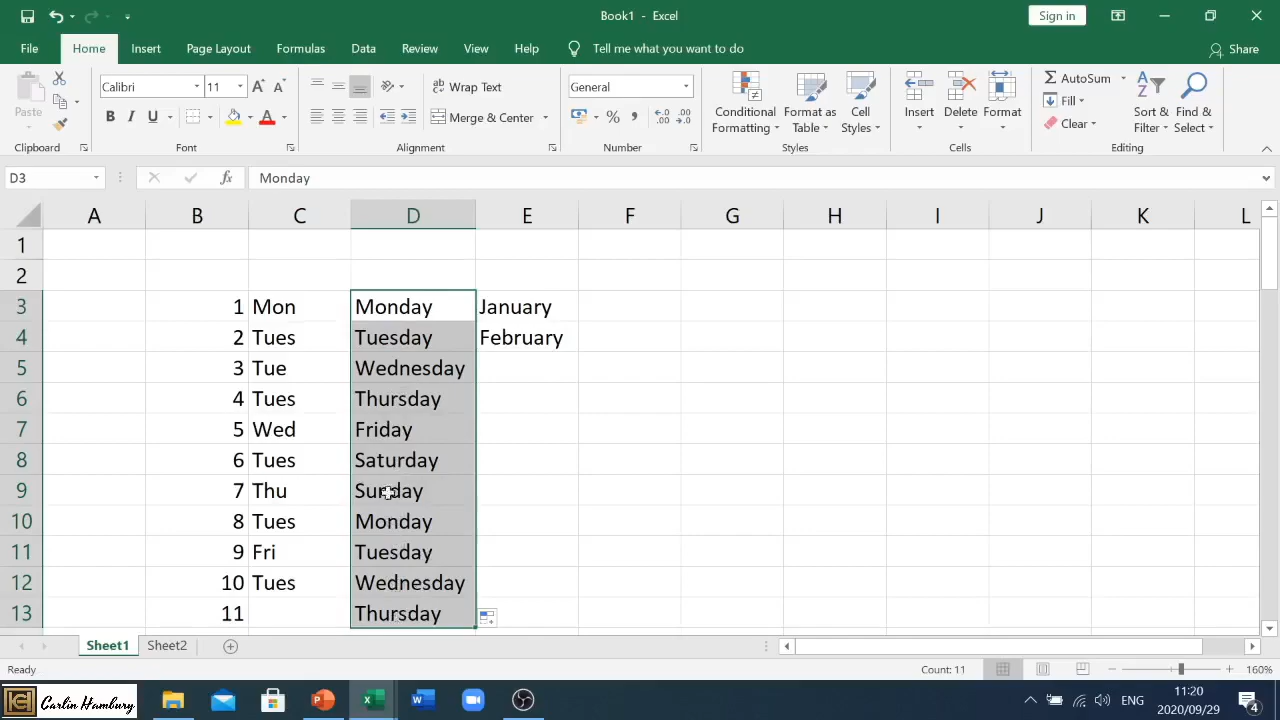 Book1 - Excel
Sign in
File Home Insert Page Layout Formulas Data Review View Help Tell me what you want to do Share
Paste
Clipboard
Calibri 11 A A
B I U A
Font
ab Wrap Text
Merge & Center
Alignment
General
% ,
Number
Conditional Formatting
Format as Table
Cell Styles
Styles
Insert Delete Format
Cells
AutoSum
Fill
Clear
Sort & Filter
Find & Select
Editing
D3 fx Monday
A B C D E F G H I J K L
1
2
3 1 Mon Monday January
4 2 Tues Tuesday February
5 3 Tue Wednesday
6 4 Tues Thursday
7 5 Wed Friday
8 6 Tues Saturday
9 7 Thu Sunday
10 8 Tues Monday
11 9 Fri Tuesday
12 10 Tues Wednesday
13 11 Thursday
Sheet1 Sheet2
Ready Count: 11 160%
Carlin Hambury ENG 11:20
2020/09/29 4